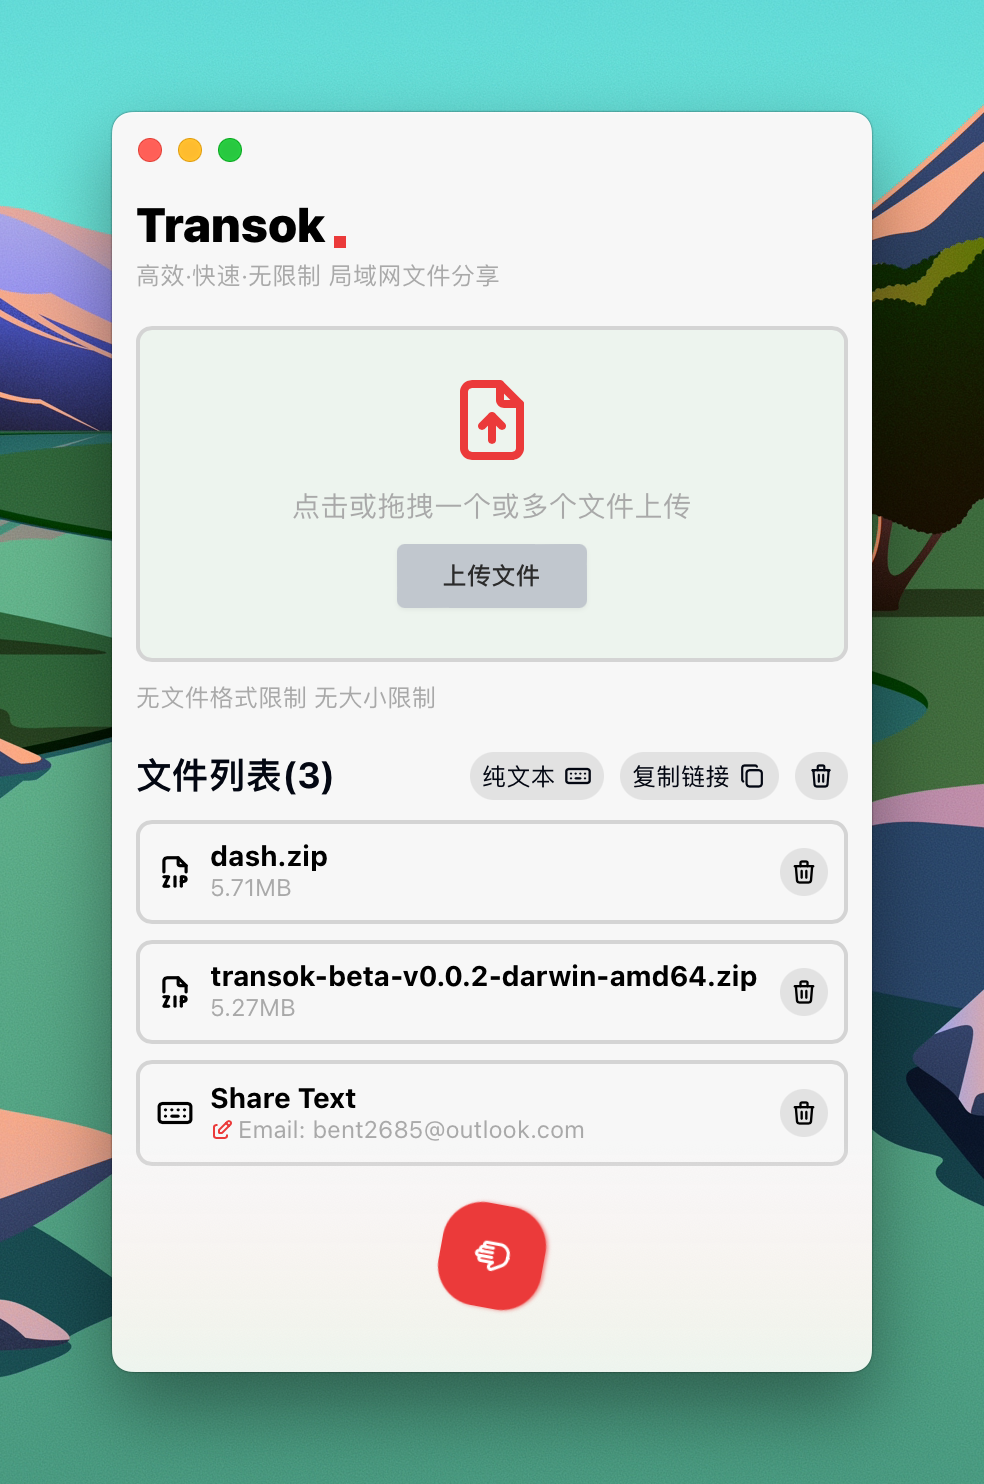 Transok
高效·快速·无限制 局域网文件分享
点击或拖拽一个或多个文件上传
上传文件
无文件格式限制 无大小限制
文件列表(3)
纯文本
复制链接
ZIP
dash.zip
5.71MB
ZIP
transok-beta-v0.0.2-darwin-amd64.zip
5.27MB
Share Text
Email: bent2685@outlook.com